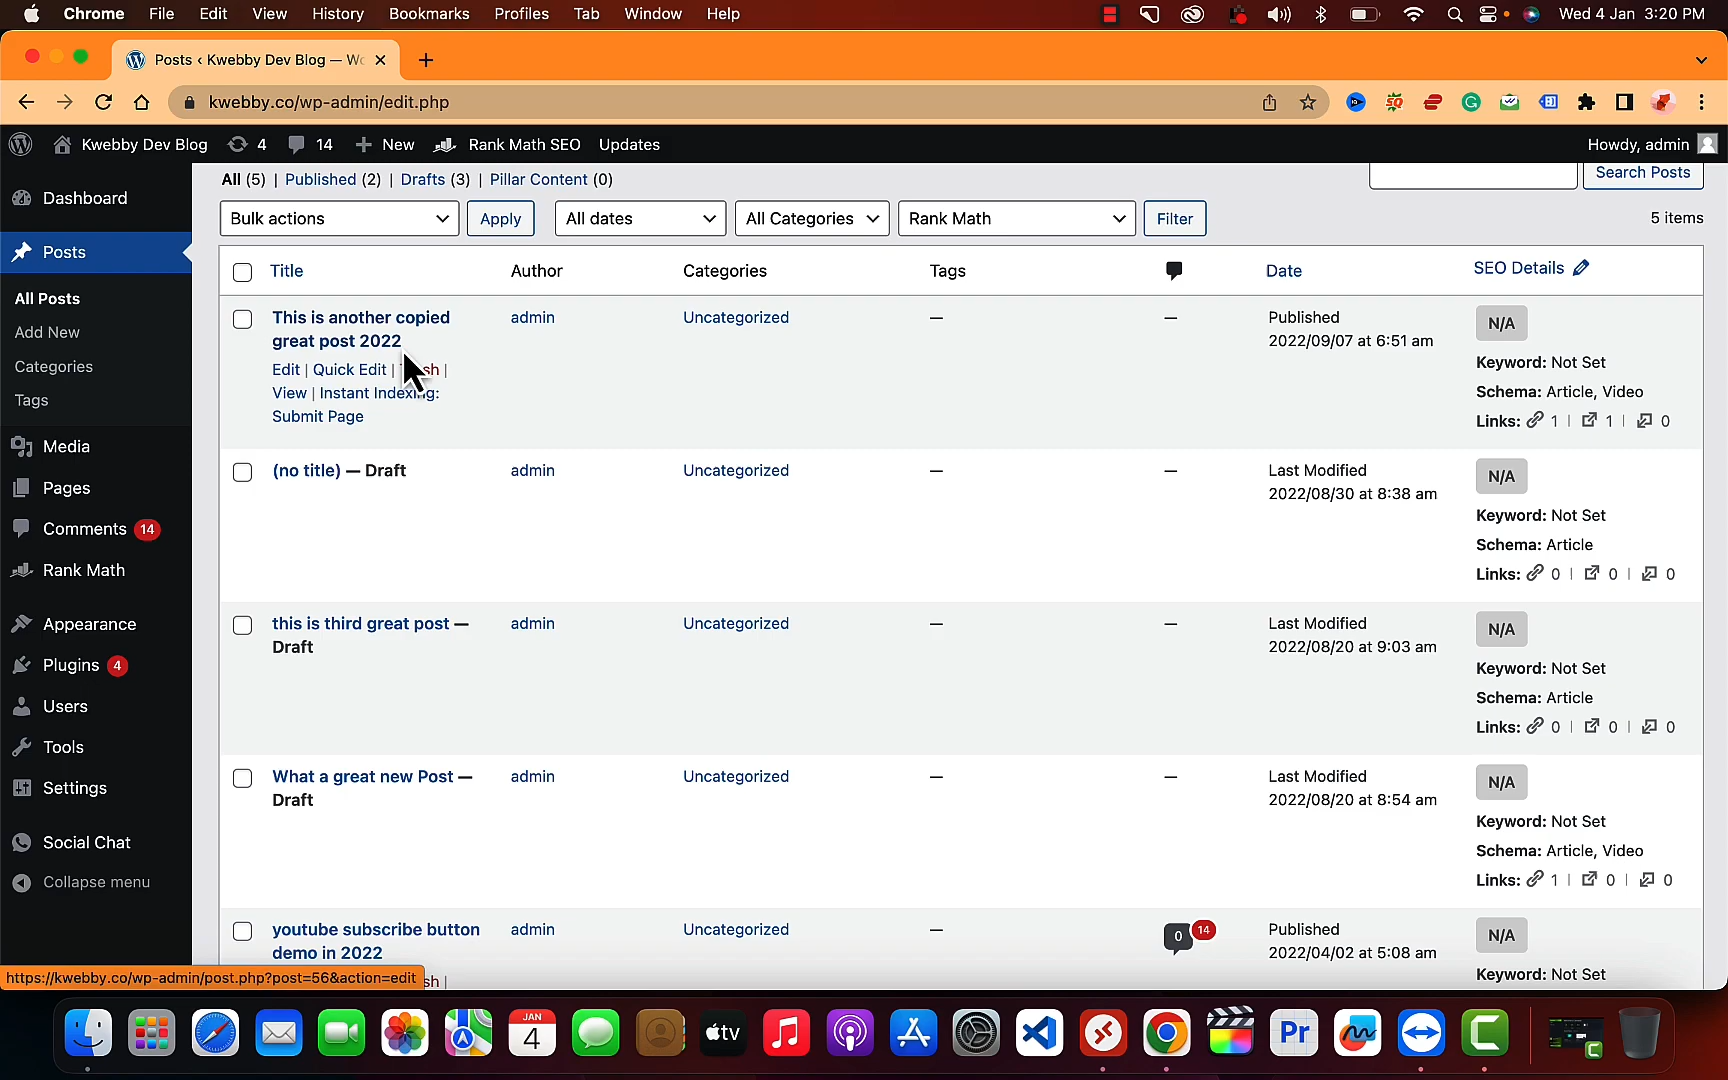 Chrome File Edit View History Bookmarks Profiles Tab Window Help Wed 4 Jan 3:20 PM
Posts ‹ Kwebby Dev Blog — Wo
kwebby.co/wp-admin/edit.php
Kwebby Dev Blog 4 14 New Rank Math SEO Updates Howdy, admin
Dashboard
Posts
All Posts
Add New
Categories
Tags
Media
Pages
Comments 14
Rank Math
Appearance
Plugins 4
Users
Tools
Settings
Social Chat
Collapse menu
All (5) | Published (2) | Drafts (3) | Pillar Content (0)
Search Posts
Bulk actions Apply All dates All Categories Rank Math Filter 5 items
Title Author Categories Tags Date SEO Details
This is another copied
great post 2022
Edit | Quick Edit | sh |
View | Instant Indexing:
Submit Page
admin Uncategorized — —
Published
2022/09/07 at 6:51 am
N/A
Keyword: Not Set
Schema: Article, Video
Links: 1 | 1 | 0
(no title) — Draft admin Uncategorized — —
Last Modified
2022/08/30 at 8:38 am
N/A
Keyword: Not Set
Schema: Article
Links: 0 | 0 | 0
this is third great post —
Draft
admin Uncategorized — —
Last Modified
2022/08/20 at 9:03 am
N/A
Keyword: Not Set
Schema: Article
Links: 0 | 0 | 0
What a great new Post —
Draft
admin Uncategorized — —
Last Modified
2022/08/20 at 8:54 am
N/A
Keyword: Not Set
Schema: Article, Video
Links: 1 | 0 | 0
youtube subscribe button
demo in 2022
sh |
admin Uncategorized — 0 14
Published
2022/04/02 at 5:08 am
N/A
Keyword: Not Set
https://kwebby.co/wp-admin/post.php?post=56&action=edit
JAN
4
tv
Pr